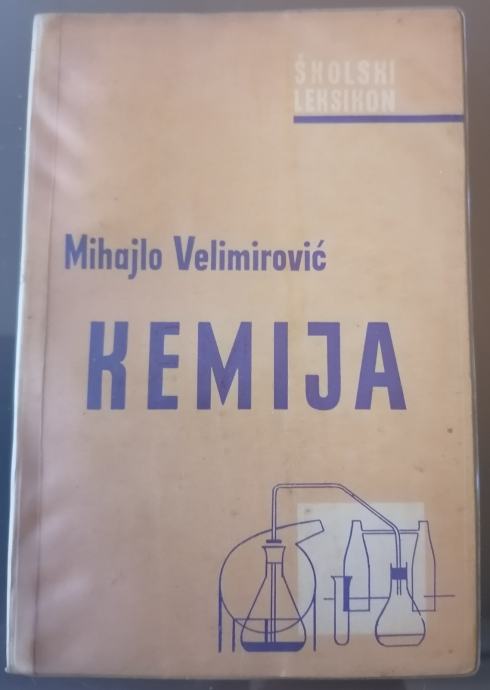 ŠKOLSKI
LEKSIKON
Mihajlo Velimirović
KEMIJA